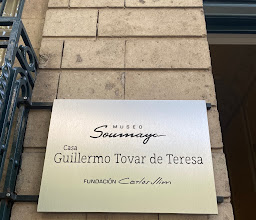 MUSEO
Soumaya
Casa
Guillermo Tovar de Teresa
FUNDACIÓN Carlos Slim